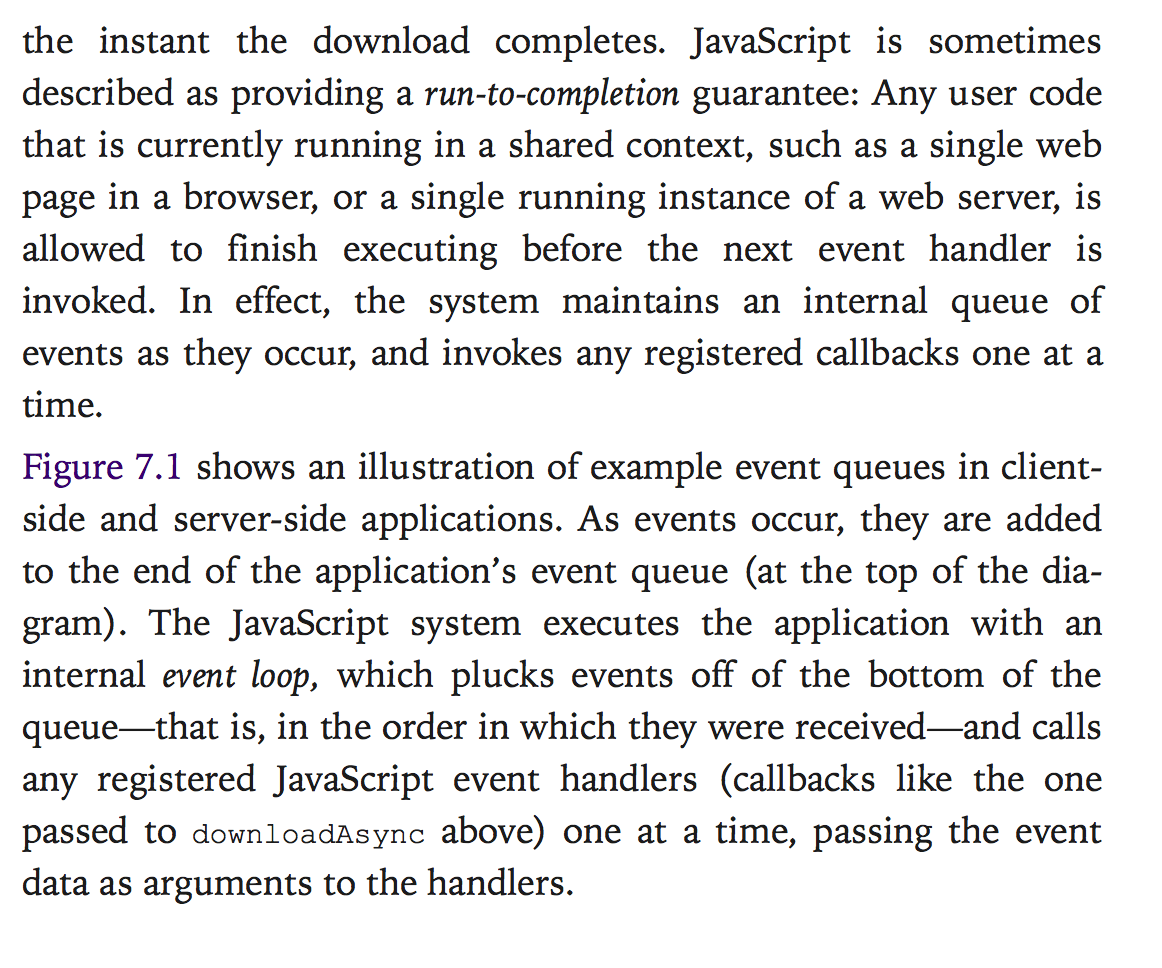 the instant the download completes. JavaScript is sometimes
described as providing a run-to-completion guarantee: Any user code
that is currently running in a shared context, such as a single web
page in a browser, or a single running instance of a web server, is
allowed to finish executing before the next event handler is
invoked. In effect, the system maintains an internal queue of
events as they occur, and invokes any registered callbacks one at a
time.
Figure 7.1 shows an illustration of example event queues in client-
side and server-side applications. As events occur, they are added
to the end of the application’s event queue (at the top of the dia-
gram). The JavaScript system executes the application with an
internal event loop, which plucks events off of the bottom of the
queue—that is, in the order in which they were received—and calls
any registered JavaScript event handlers (callbacks like the one
passed to downloadAsync above) one at a time, passing the event
data as arguments to the handlers.